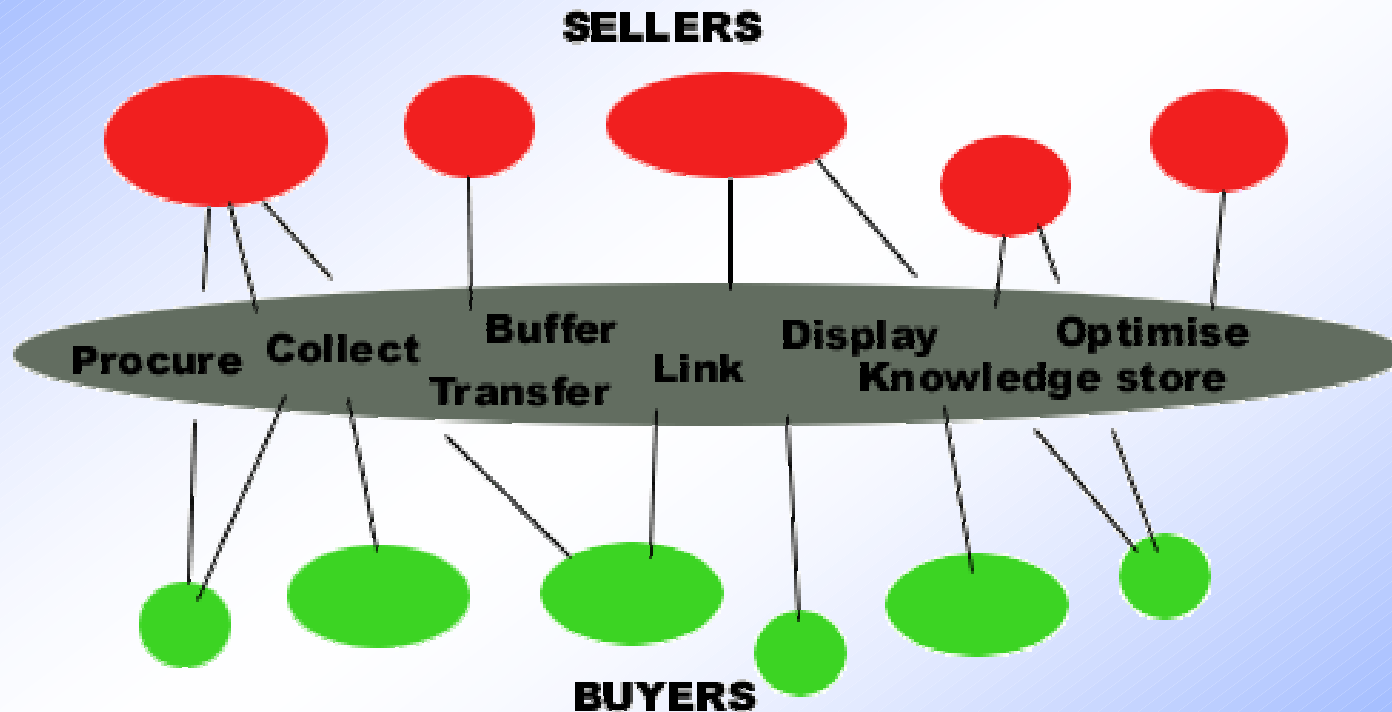 SELLERS
Procure
Collect
Buffer
Transfer
Link
Display
Knowledge store
Optimise
BUYERS